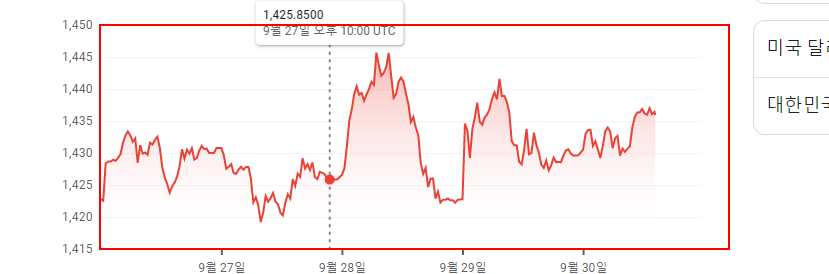 1,425.8500
9월 27일 오후 10:00 UTC
1,450
1,445
1,440
1,435
1,430
1,425
1,420
1,415
9월 27일
9월 28일
9월 29일
9월 30일
미국 달러
대한민국